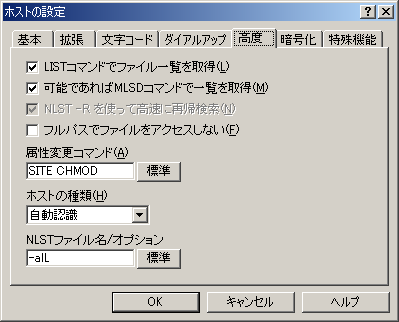 ホストの設定
基本 拡張 文字コード ダイアルアップ 高度 暗号化 特殊機能
LISTコマンドでファイル一覧を取得(L)
可能であればMLSDコマンドで一覧を取得(M)
NLST -R を使って高速に再帰検索(N)
フルパスでファイルをアクセスしない(F)
属性変更コマンド(A)
SITE CHMOD 標準
ホストの種類(H)
自動認識
NLSTファイル名/オプション
-alL 標準
OK キャンセル ヘルプ